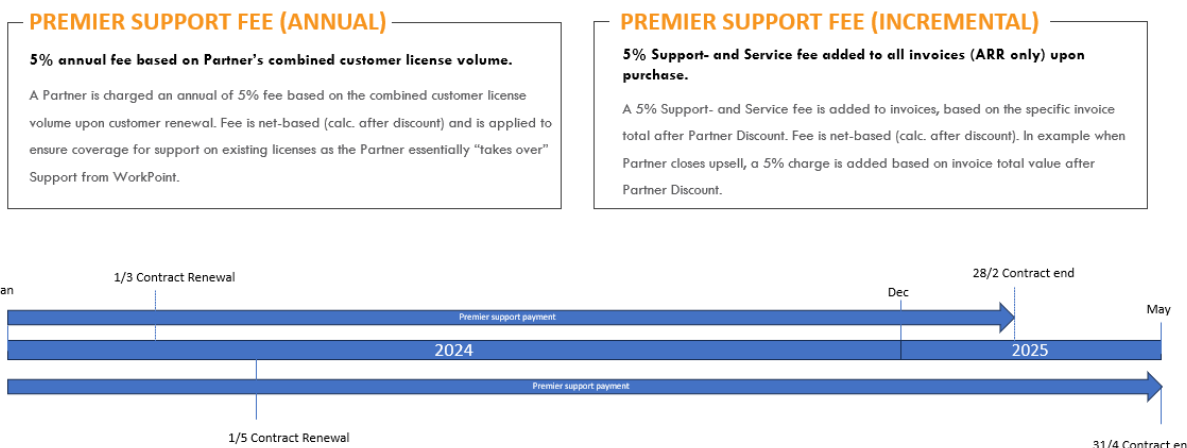 PREMIER SUPPORT FEE (ANNUAL)
5% annual fee based on Partner's combined customer license volume.
A Partner is charged an annual of 5% fee based on the combined customer license
volume upon customer renewal. Fee is net-based (calc. after discount) and is applied to
ensure coverage for support on existing licenses as the Partner essentially "takes over"
Support from WorkPoint.
PREMIER SUPPORT FEE (INCREMENTAL)
5% Support- and Service fee added to all invoices (ARR only) upon
purchase.
A 5% Support- and Service fee is added to invoices, based on the specific invoice
total after Partner Discount. Fee is net-based (calc. after discount). In example when
Partner closes upsell, a 5% charge is added based on invoice total value after
Partner Discount.
an
1/3 Contract Renewal
Dec
28/2 Contract end
May
Premier support payment
2024
2025
Premier support payment
1/5 Contract Renewal
31/4 Contract en